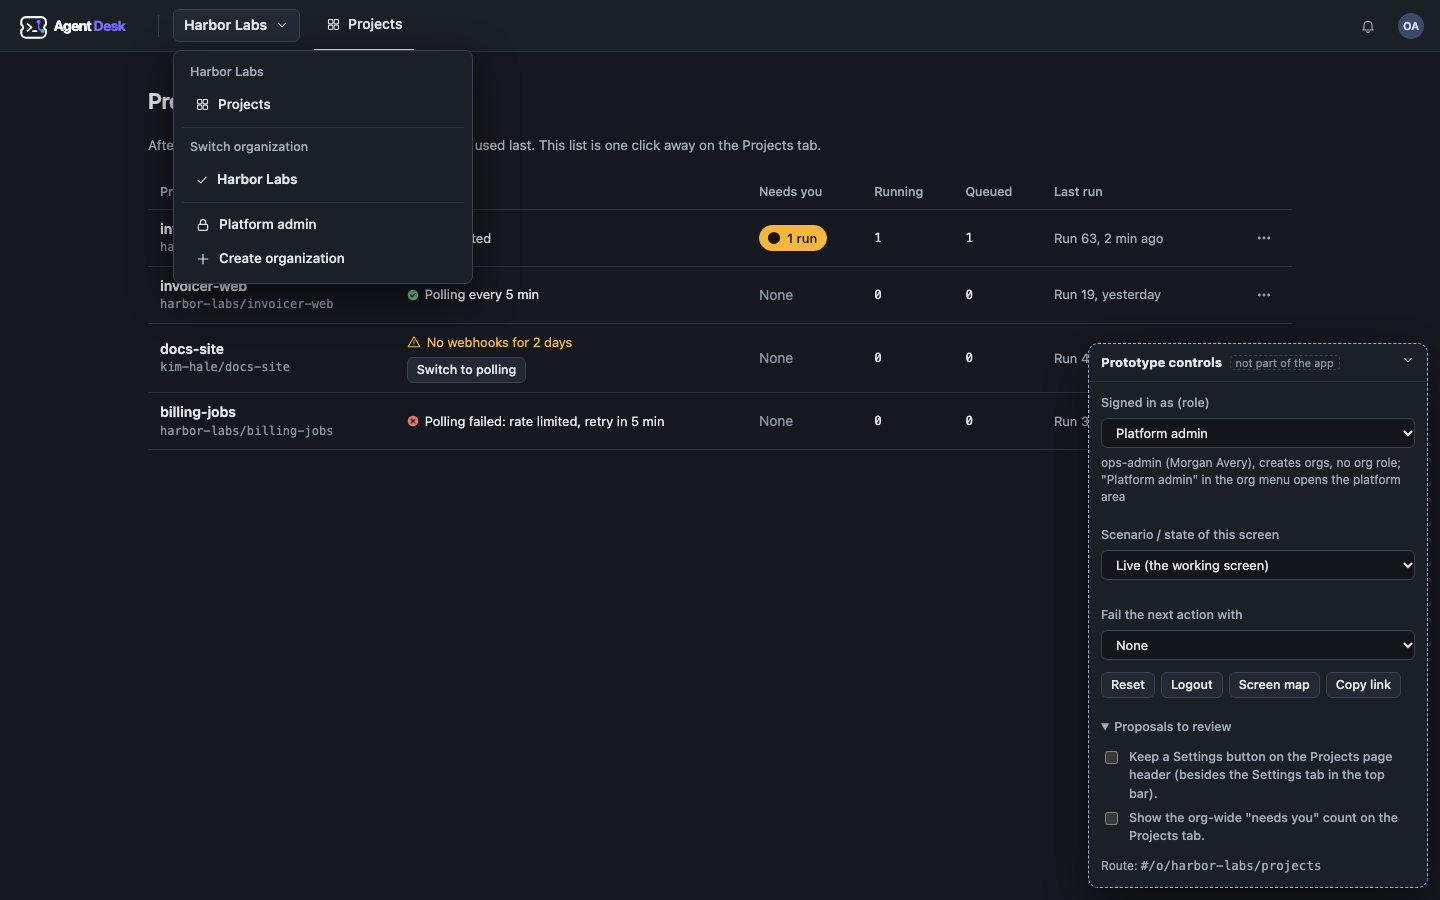 AgentDesk
Harbor Labs
Projects
OA
Harbor Labs
Projects
Switch organization
Harbor Labs
Platform admin
Create organization
used last. This list is one click away on the Projects tab.
Needs you Running Queued Last run
1 run 1 1 Run 63, 2 min ago
invoicer-web
harbor-labs/invoicer-web
Polling every 5 min None 0 0 Run 19, yesterday
docs-site
kim-hale/docs-site
No webhooks for 2 days
Switch to polling
None 0 0 Run 4
billing-jobs
harbor-labs/billing-jobs
Polling failed: rate limited, retry in 5 min None 0 0 Run 3
Prototype controls not part of the app
Signed in as (role)
Platform admin
ops-admin (Morgan Avery), creates orgs, no org role;
"Platform admin" in the org menu opens the platform
area
Scenario / state of this screen
Live (the working screen)
Fail the next action with
None
Reset Logout Screen map Copy link
Proposals to review
Keep a Settings button on the Projects page
header (besides the Settings tab in the top
bar).
Show the org-wide "needs you" count on the
Projects tab.
Route: #/o/harbor-labs/projects